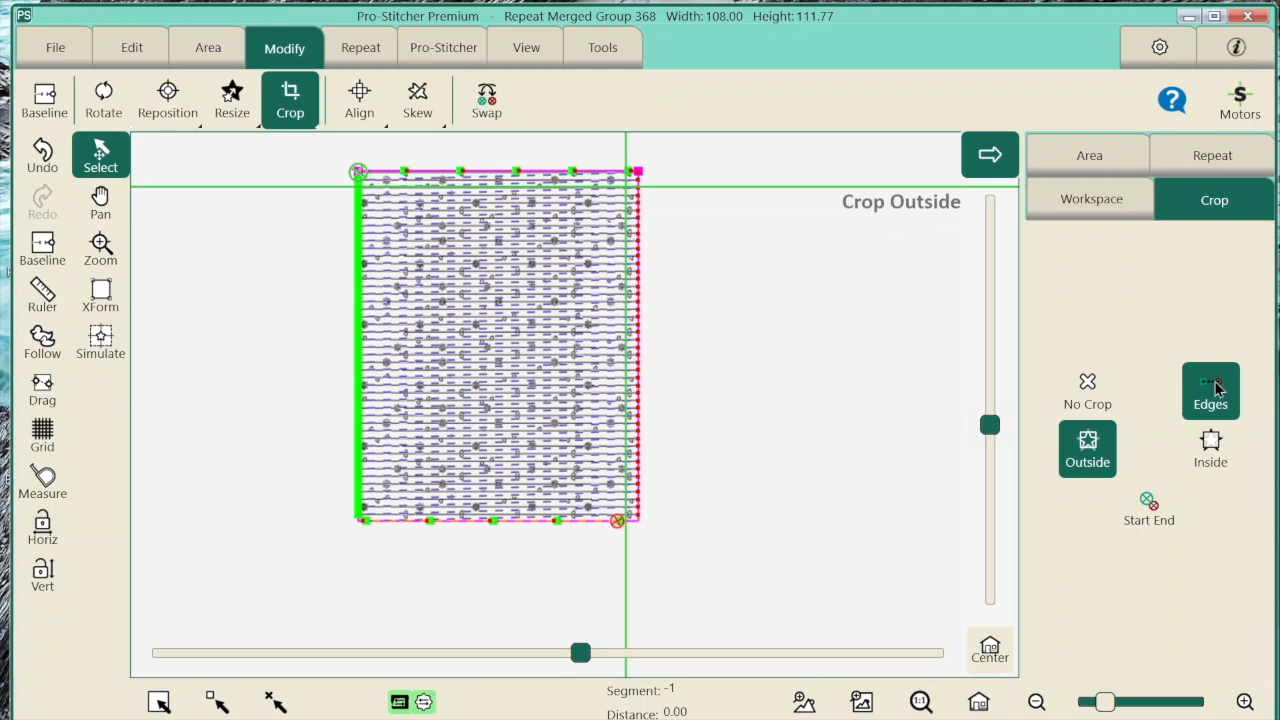 PS Pro-Stitcher Premium - Repeat Merged Group 368 Width:108.00 Height:111.77
File Edit Area Modify Repeat Pro-Stitcher View Tools
Baseline Rotate Reposition Resize Crop Align Skew Swap Motors
Undo Select
Redo Pan
Baseline Zoom
Ruler XForm
Follow Simulate
Drag
Grid
Measure
Horiz
Vert
Crop Outside
Center
Area Repeat
Workspace Crop
No Crop Edges
Outside Inside
Start End
Segment: -1
Distance: 0.00
1:1